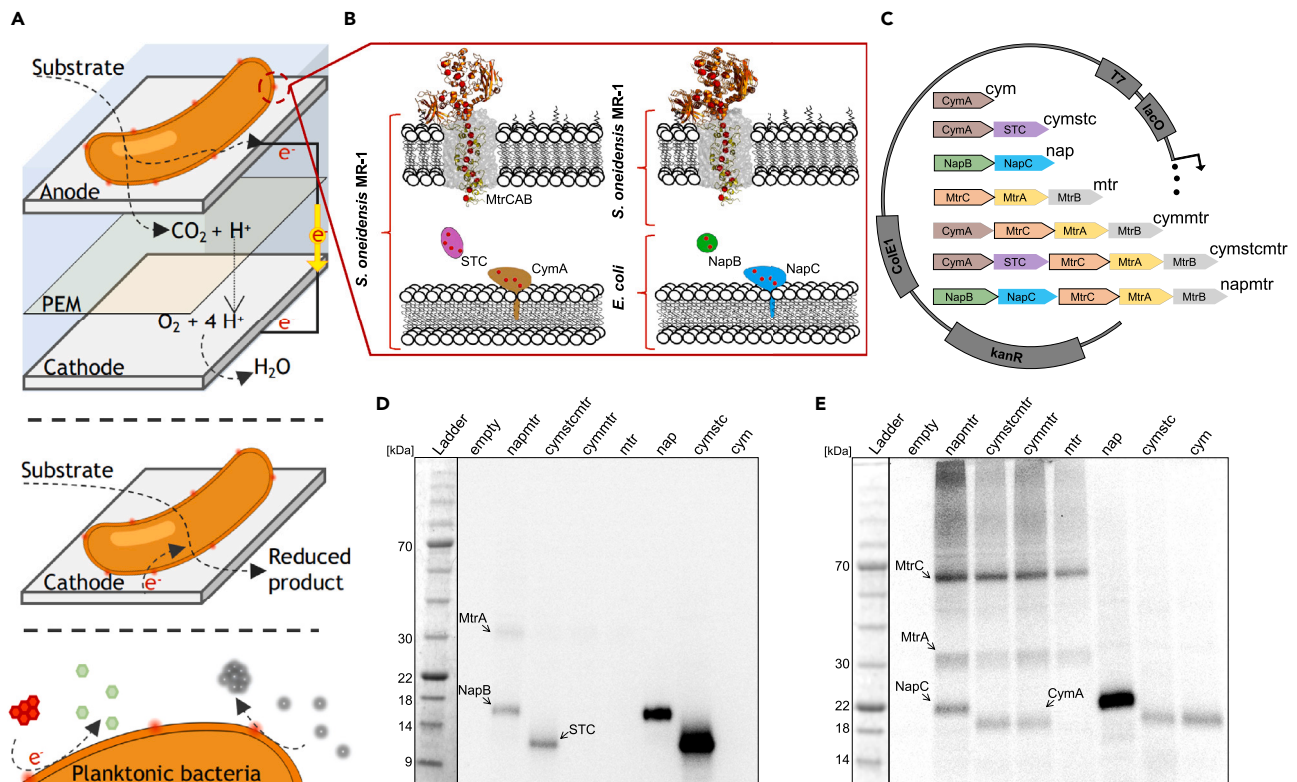 A
Substrate
e-
Anode
CO2 + H+
e-
PEM
O2 + 4 H+
e-
Cathode
H2O
Substrate
Cathode
e-
Reduced
product
e-
Planktonic bacteria
B
S. oneidensis MR-1
MtrCAB
STC
CymA
S. oneidensis MR-1
E. coli
NapB
NapC
C
T7
lacO
ColE1
kanR
CymA cym
CymA STC cymstc
NapB NapC nap
MtrC MtrA MtrB mtr
CymA MtrC MtrA MtrB cymmtr
CymA STC MtrC MtrA MtrB cymstcmtr
NapB NapC MtrC MtrA MtrB napmtr
D
[kDa] Ladder empty napmtr cymstcmtr cymmtr mtr nap cymstc cym
70
30
22
18
14
9
MtrA
NapB
STC
E
[kDa] Ladder empty napmtr cymstcmtr cymmtr mtr nap cymstc cym
70
30
22
18
14
MtrC
MtrA
NapC
CymA